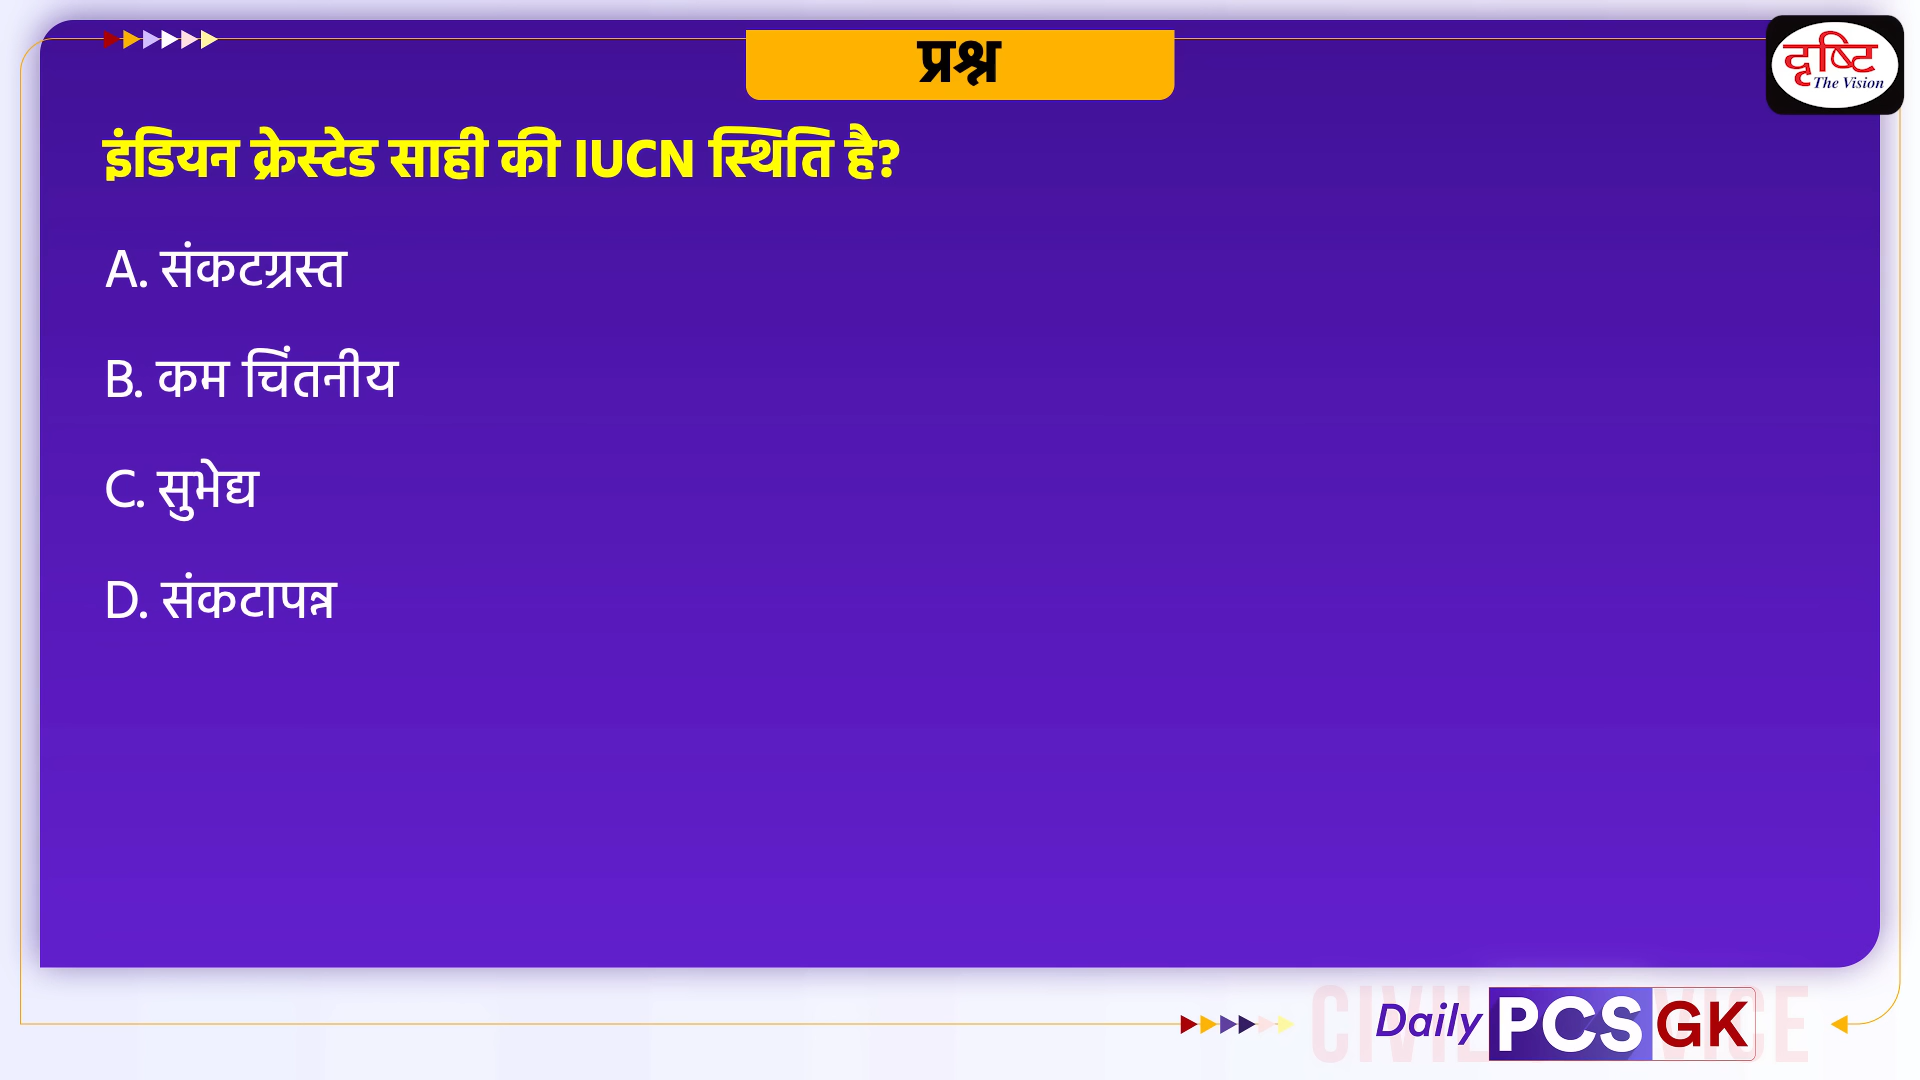 प्रश्न
दृष्टि
The Vision
इंडियन क्रेस्टेड साही की IUCN स्थिति है?
A. संकटग्रस्त
B. कम चिंतनीय
C. सुभेद्य
D. संकटापन्न
Daily PCS GK